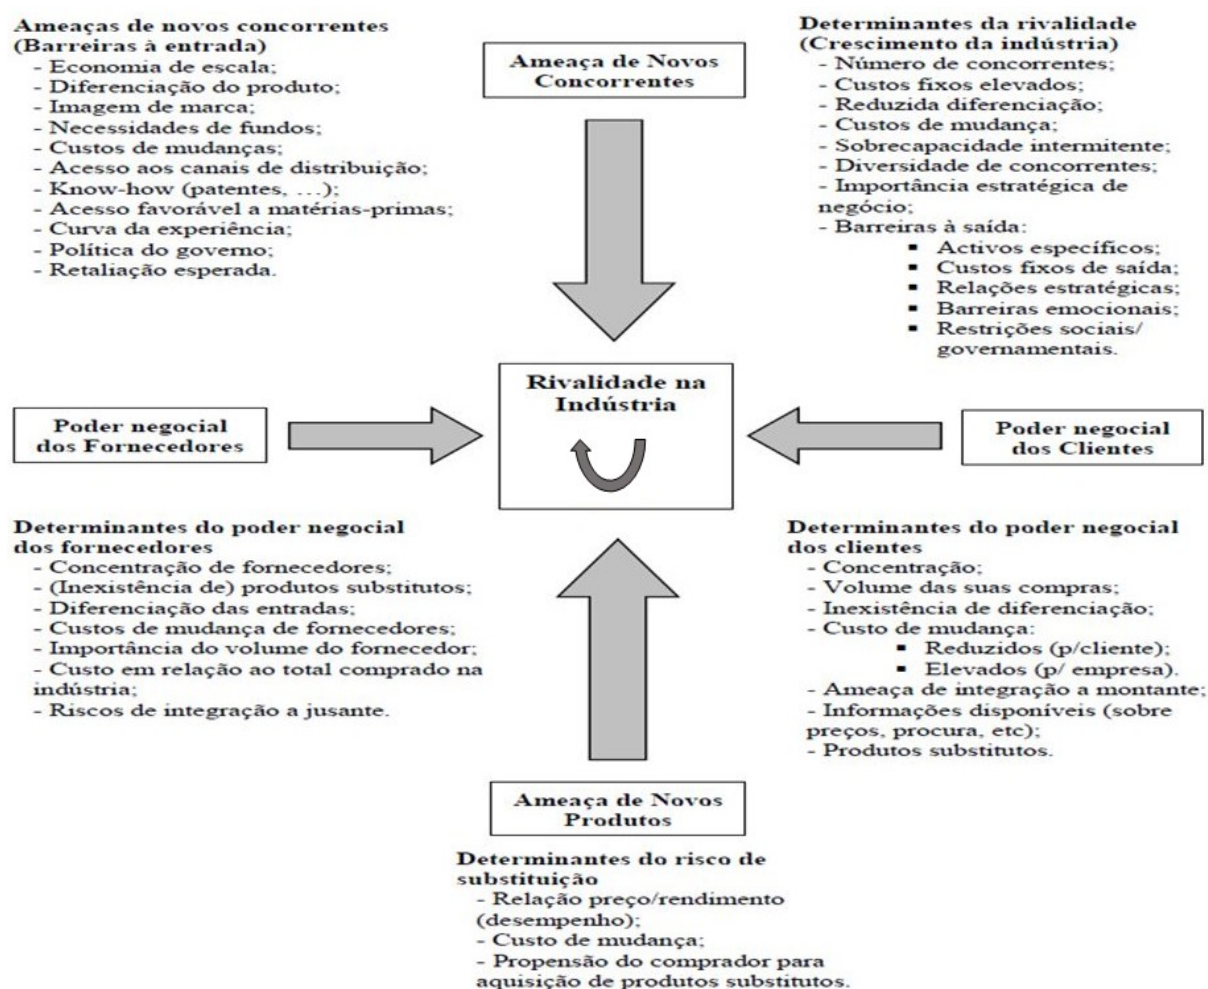 Ameaças de novos concorrentes
(Barreiras à entrada)
- Economia de escala;
- Diferenciação do produto;
- Imagem de marca;
- Necessidades de fundos;
- Custos de mudanças;
- Acesso aos canais de distribuição;
- Know-how (patentes, …);
- Acesso favorável a matérias-primas;
- Curva da experiência;
- Política do governo;
- Retaliação esperada.
Ameaça de Novos
Concorrentes
Determinantes da rivalidade
(Crescimento da indústria)
- Número de concorrentes;
- Custos fixos elevados;
- Reduzida diferenciação;
- Custos de mudança;
- Sobrecapacidade intermitente;
- Diversidade de concorrentes;
- Importância estratégica de
negócio;
- Barreiras à saída:
▪ Activos específicos;
▪ Custos fixos de saída;
▪ Relações estratégicas;
▪ Barreiras emocionais;
▪ Restrições sociais/
governamentais.
Poder negocial
dos Fornecedores
Rivalidade na
Indústria
Poder negocial
dos Clientes
Determinantes do poder negocial
dos fornecedores
- Concentração de fornecedores;
- (Inexistência de) produtos substitutos;
- Diferenciação das entradas;
- Custos de mudança de fornecedores;
- Importância do volume do fornecedor;
- Custo em relação ao total comprado na
indústria;
- Riscos de integração a jusante.
Determinantes do poder negocial
dos clientes
- Concentração;
- Volume das suas compras;
- Inexistência de diferenciação;
- Custo de mudança:
▪ Reduzidos (p/cliente);
▪ Elevados (p/ empresa).
- Ameaça de integração a montante;
- Informações disponíveis (sobre
preços, procura, etc);
- Produtos substitutos.
Ameaça de Novos
Produtos
Determinantes do risco de
substituição
- Relação preço/rendimento
(desempenho);
- Custo de mudança;
- Propensão do comprador para
aquisição de produtos substitutos.